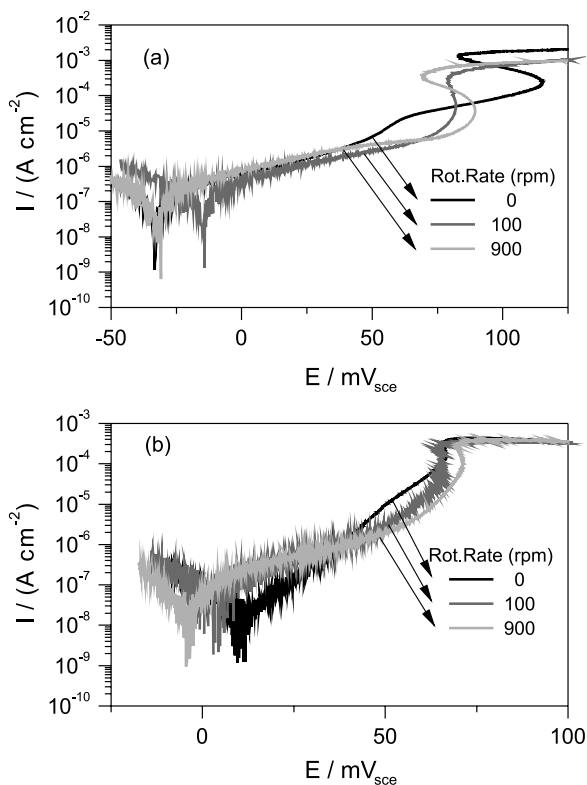 10⁻²
10⁻³
10⁻⁴
10⁻⁵
10⁻⁶
10⁻⁷
10⁻⁸
10⁻⁹
10⁻¹⁰
I / (A cm⁻²)
(a)
Rot.Rate (rpm)
0
100
900
-50 0 50 100
E / mV_sce
10⁻³
10⁻⁴
10⁻⁵
10⁻⁶
10⁻⁷
10⁻⁸
10⁻⁹
10⁻¹⁰
I / (A cm⁻²)
(b)
Rot.Rate (rpm)
0
100
900
0 50 100
E / mV_sce